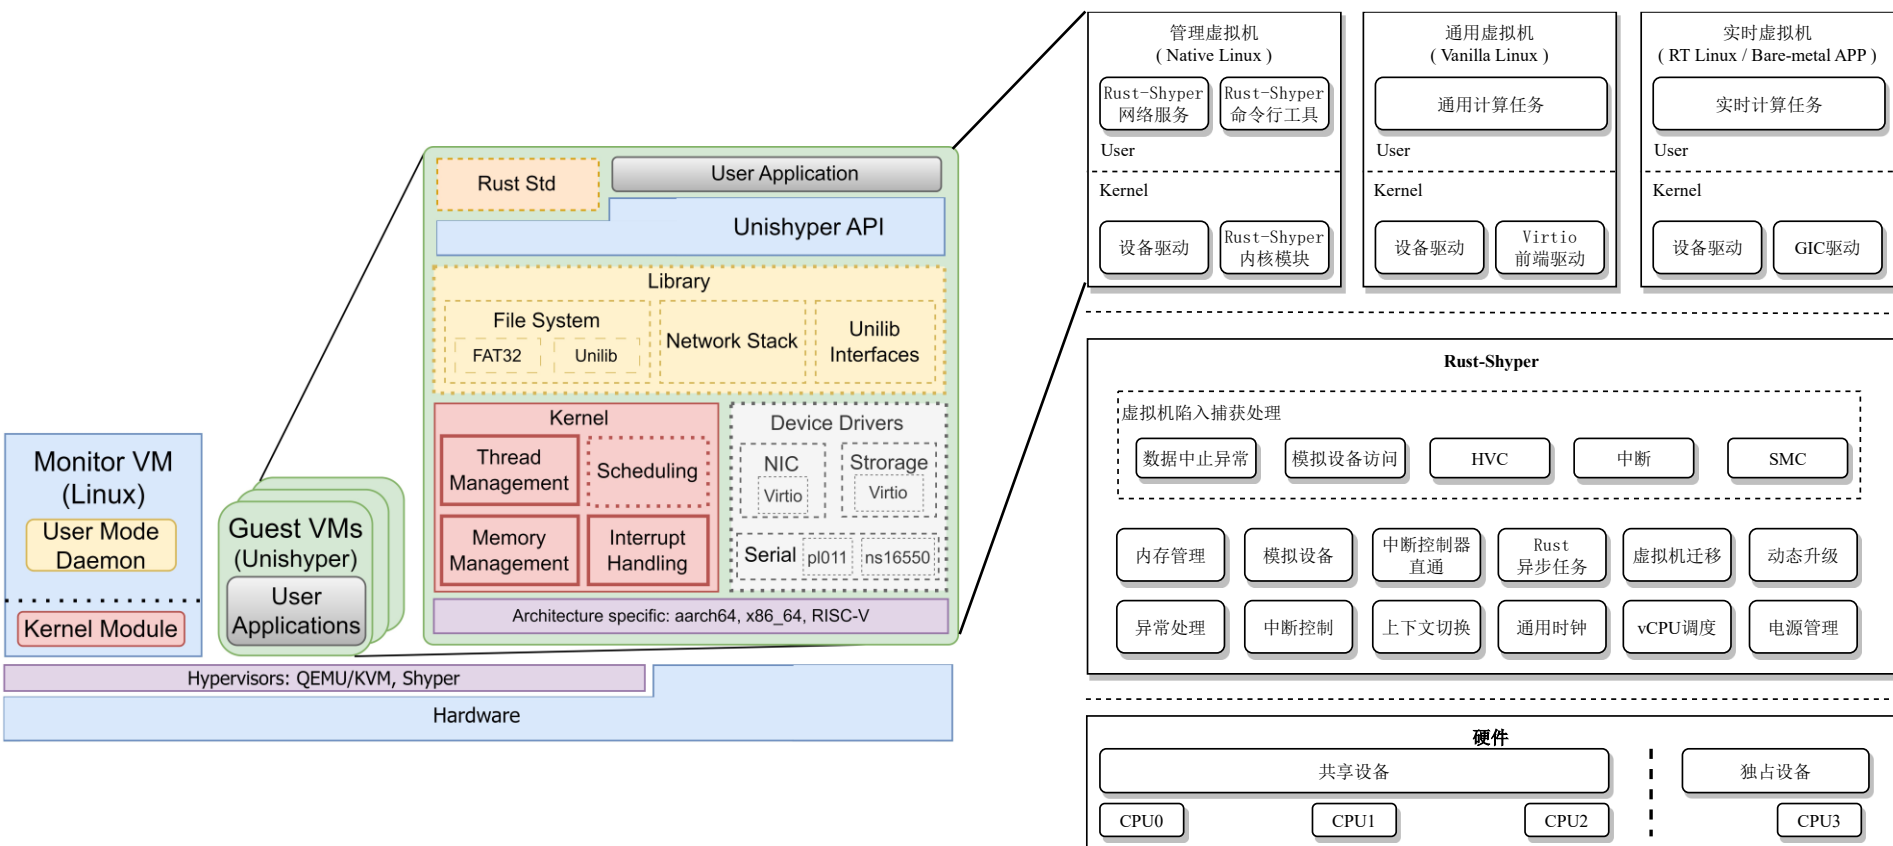 Monitor VM
(Linux)
User Mode
Daemon
Kernel Module
Guest VMs
(Unishyper)
User
Applications
Hypervisors: QEMU/KVM, Shyper
Hardware
Rust Std
User Application
Unishyper API
Library
File System
FAT32
Unilib
Network Stack
Unilib
Interfaces
Kernel
Thread
Management
Scheduling
Memory
Management
Interrupt
Handling
Device Drivers
NIC
Virtio
Strorage
Virtio
Serial
pl011
ns16550
Architecture specific: aarch64, x86_64, RISC-V
管理虚拟机
( Native Linux )
Rust-Shyper
网络服务
Rust-Shyper
命令行工具
User
Kernel
设备驱动
Rust-Shyper
内核模块
通用虚拟机
( Vanilla Linux )
通用计算任务
User
Kernel
设备驱动
Virtio
前端驱动
实时虚拟机
( RT Linux / Bare-metal APP )
实时计算任务
User
Kernel
设备驱动
GIC驱动
Rust-Shyper
虚拟机陷入捕获处理
数据中止异常
模拟设备访问
HVC
中断
SMC
内存管理
模拟设备
中断控制器
直通
Rust
异步任务
虚拟机迁移
动态升级
异常处理
中断控制
上下文切换
通用时钟
vCPU调度
电源管理
硬件
共享设备
独占设备
CPU0
CPU1
CPU2
CPU3